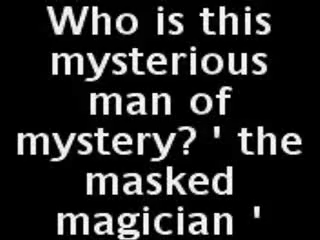 Who is this
mysterious
man of
mystery? ' the
masked
magician '